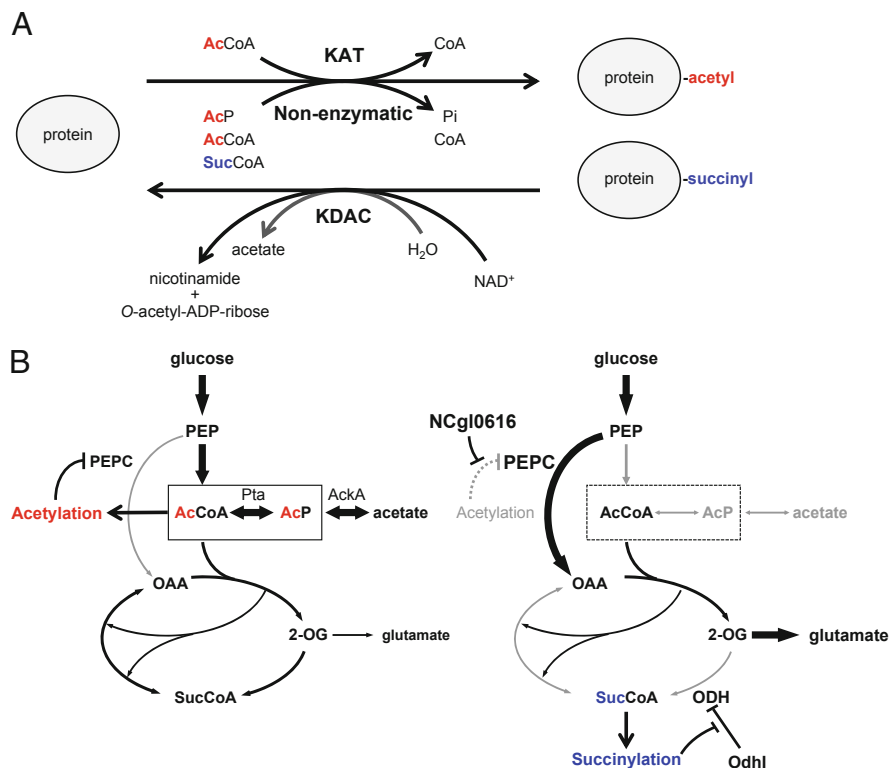 A
AcCoA
KAT
CoA
protein
-acetyl
protein
AcP
Non-enzymatic
Pi
AcCoA
CoA
SucCoA
protein
-succinyl
KDAC
acetate
H₂O
nicotinamide
+
O-acetyl-ADP-ribose
NAD⁺
B
glucose
PEP
PEPC
Acetylation
Pta
AckA
AcCoA
AcP
acetate
OAA
2-OG
glutamate
SucCoA
glucose
NCgl0616
PEP
PEPC
Acetylation
AcCoA
AcP
acetate
OAA
2-OG
glutamate
SucCoA
ODH
Succinylation
OdhI